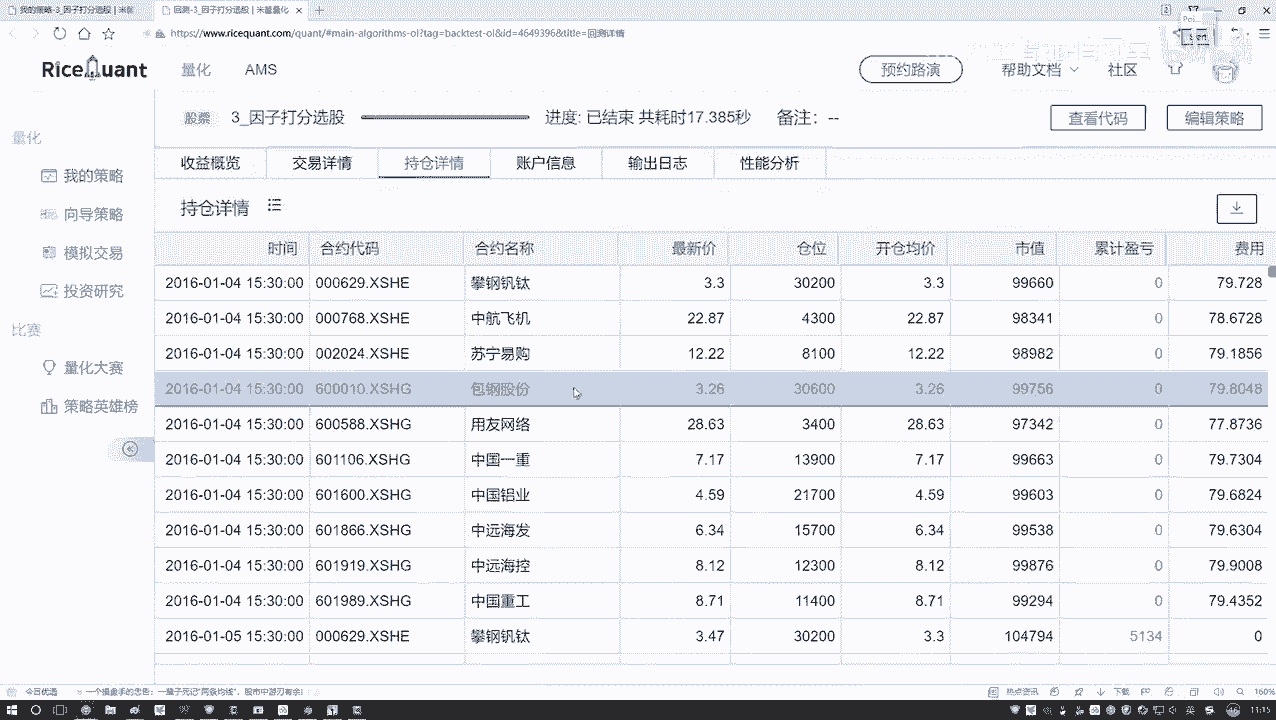 我的策略-3_因子打分选股 | 米筐 回测-3_因子打分选股 | 米筐量化
https://www.ricequant.com/quant/#main-algorithms-ol?tag=backtest-ol&id=4649396&title=回测详情
RiceQuant 量化 AMS 预约路演 帮助文档 社区
量化
我的策略
向导策略
模拟交易
投资研究
比赛
量化大赛
策略英雄榜
股票 3_因子打分选股 进度: 已结束 共耗时17.385秒 备注: -- 查看代码 编辑策略
收益概览 交易详情 持仓详情 账户信息 输出日志 性能分析
持仓详情
时间 合约代码 合约名称 最新价 仓位 开仓均价 市值 累计盈亏 费用
2016-01-04 15:30:00 000629.XSHE 攀钢钒钛 3.3 30200 3.3 99660 0 79.728
2016-01-04 15:30:00 000768.XSHE 中航飞机 22.87 4300 22.87 98341 0 78.6728
2016-01-04 15:30:00 002024.XSHE 苏宁易购 12.22 8100 12.22 98982 0 79.1856
2016-01-04 15:30:00 600010.XSHG 包钢股份 3.26 30600 3.26 99756 0 79.8048
2016-01-04 15:30:00 600588.XSHG 用友网络 28.63 3400 28.63 97342 0 77.8736
2016-01-04 15:30:00 601106.XSHG 中国一重 7.17 13900 7.17 99663 0 79.7304
2016-01-04 15:30:00 601600.XSHG 中国铝业 4.59 21700 4.59 99603 0 79.6824
2016-01-04 15:30:00 601866.XSHG 中远海发 6.34 15700 6.34 99538 0 79.6304
2016-01-04 15:30:00 601919.XSHG 中远海控 8.12 12300 8.12 99876 0 79.9008
2016-01-04 15:30:00 601989.XSHG 中国重工 8.71 11400 8.71 99294 0 79.4352
2016-01-05 15:30:00 000629.XSHE 攀钢钒钛 3.47 30200 3.3 104794 5134 0
今日优选 一个操盘手的忠告：一辈子死记"两条均线"，股市中游刃有余! 热点资讯 下载 160%
11:15